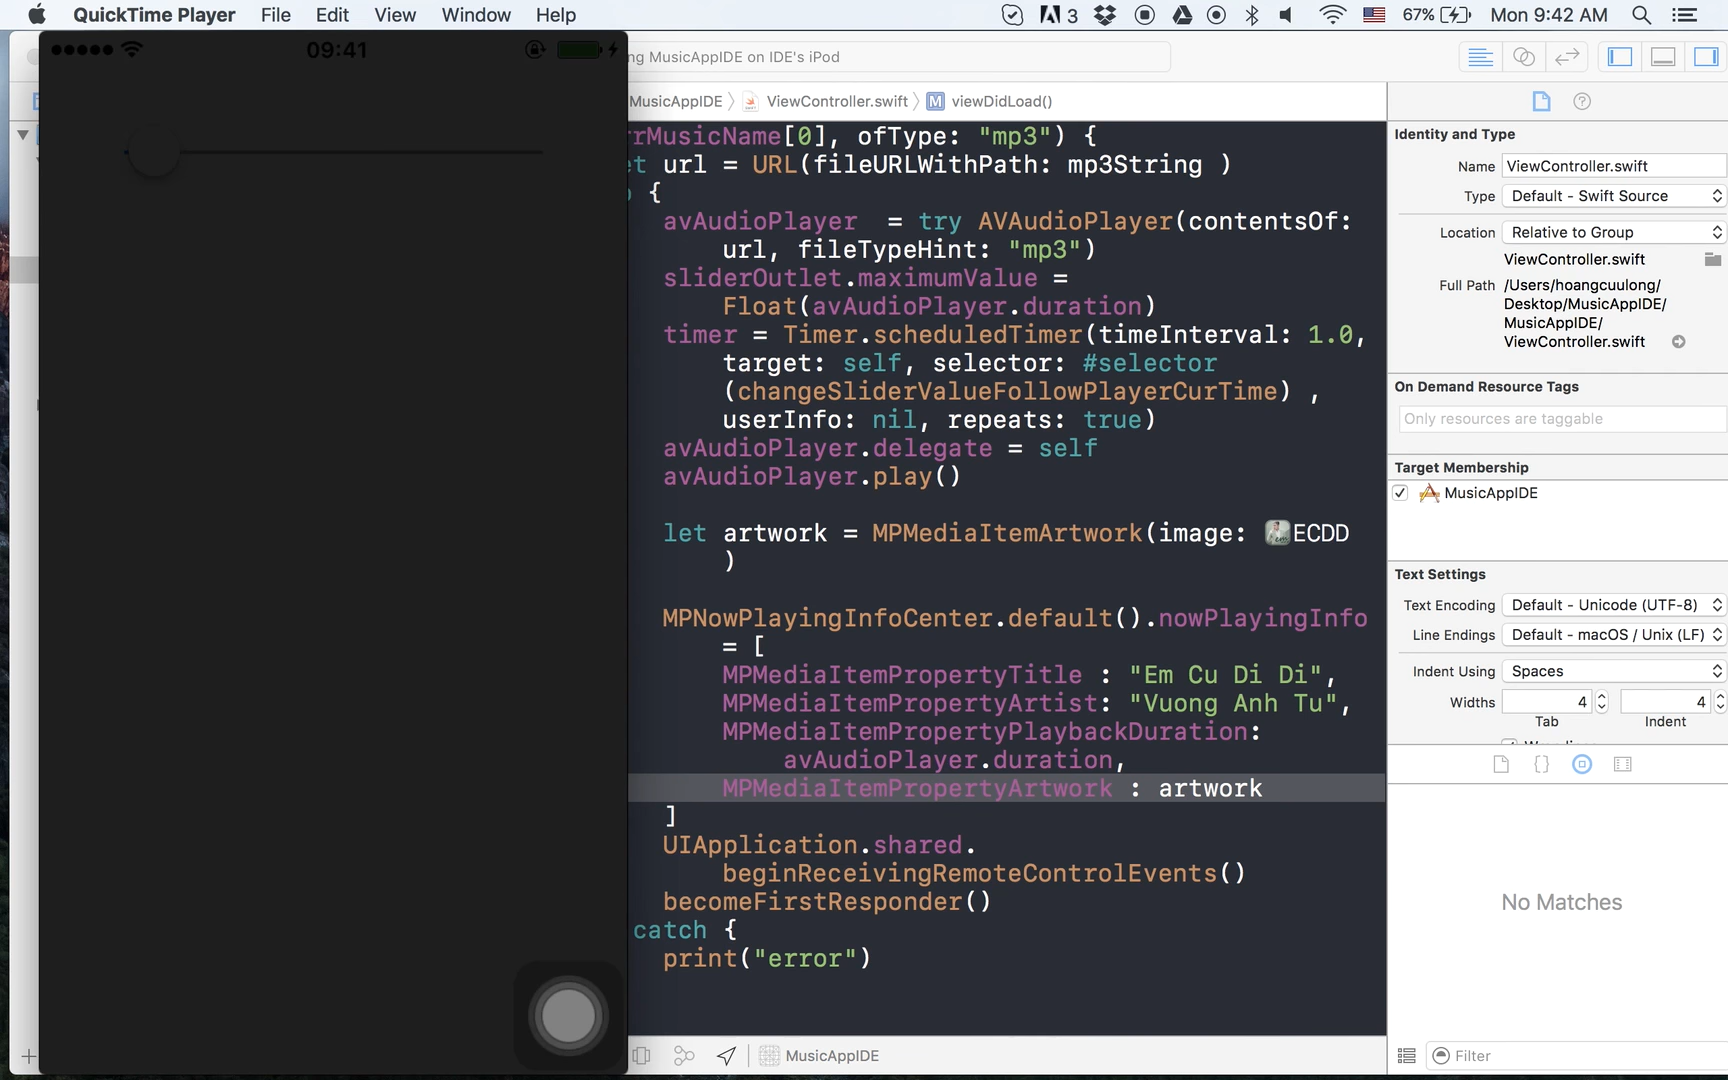 QuickTime Player File Edit View Window Help 3 67% Mon 9:42 AM
09:41
ng MusicAppIDE on IDE's iPod
MusicAppIDE ViewController.swift M viewDidLoad()
rrMusicName[0], ofType: "mp3") {
et url = URL(fileURLWithPath: mp3String )
{
avAudioPlayer = try AVAudioPlayer(contentsOf:
url, fileTypeHint: "mp3")
sliderOutlet.maximumValue =
Float(avAudioPlayer.duration)
timer = Timer.scheduledTimer(timeInterval: 1.0,
target: self, selector: #selector
(changeSliderValueFollowPlayerCurTime) ,
userInfo: nil, repeats: true)
avAudioPlayer.delegate = self
avAudioPlayer.play()
let artwork = MPMediaItemArtwork(image: ECDD
)
MPNowPlayingInfoCenter.default().nowPlayingInfo
= [
MPMediaItemPropertyTitle : "Em Cu Di Di",
MPMediaItemPropertyArtist: "Vuong Anh Tu",
MPMediaItemPropertyPlaybackDuration:
avAudioPlayer.duration,
MPMediaItemPropertyArtwork : artwork
]
UIApplication.shared.
beginReceivingRemoteControlEvents()
becomeFirstResponder()
catch {
print("error")
MusicAppIDE
Identity and Type
Name ViewController.swift
Type Default - Swift Source
Location Relative to Group
ViewController.swift
Full Path /Users/hoangcuulong/
Desktop/MusicAppIDE/
MusicAppIDE/
ViewController.swift
On Demand Resource Tags
Only resources are taggable
Target Membership
MusicAppIDE
Text Settings
Text Encoding Default - Unicode (UTF-8)
Line Endings Default - macOS / Unix (LF)
Indent Using Spaces
Widths 4 4
Tab Indent
{}
No Matches
Filter